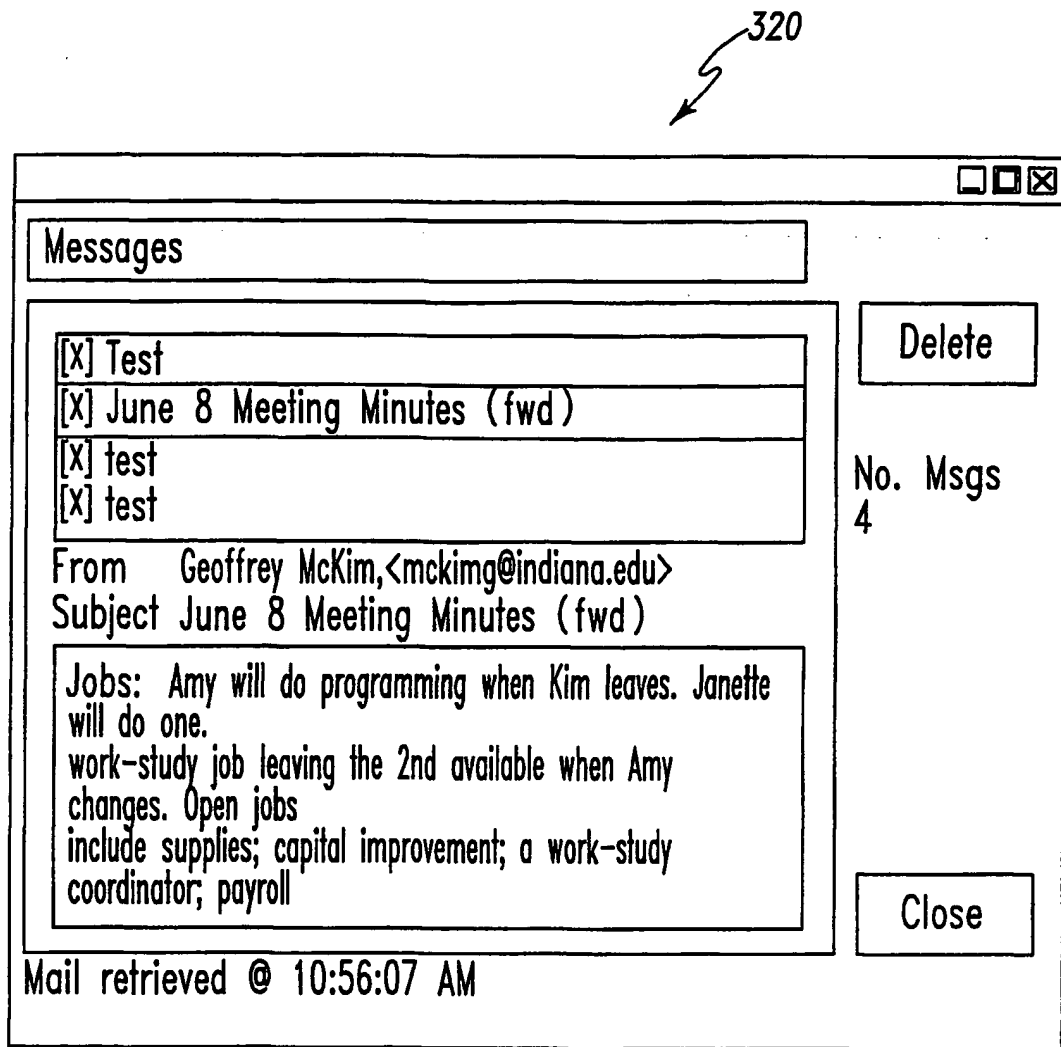 320
Messages
[X] Test
[X] June 8 Meeting Minutes (fwd)
[X] test
[X] test
Delete
No. Msgs
4
From Geoffrey McKim,<mckimg@indiana.edu>
Subject June 8 Meeting Minutes (fwd)
Jobs: Amy will do programming when Kim leaves. Janette
will do one.
work-study job leaving the 2nd available when Amy
changes. Open jobs
include supplies; capital improvement; a work-study
coordinator; payroll
Close
Mail retrieved @ 10:56:07 AM